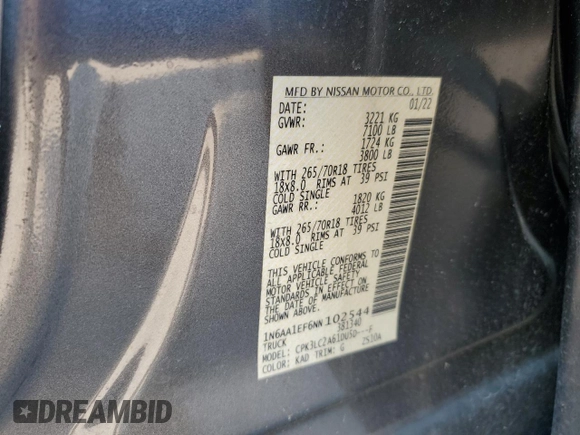 MFD BY NISSAN MOTOR CO., LTD.
DATE: 01/22
GVWR: 3221 KG
7100 LB
GAWR FR.: 1724 KG
3800 LB
WITH 265/70R18 TIRES
18x8.0 RIMS AT 39 PSI
COLD SINGLE
GAWR RR.: 1820 KG
4012 LB
WITH 265/70R18 TIRES
18x8.0 RIMS AT 39 PSI
COLD SINGLE
THIS VEHICLE CONFORMS TO
ALL APPLICABLE FEDERAL
MOTOR VEHICLE SAFETY
STANDARDS IN EFFECT ON
THE DATE OF MANUFACTURE
SHOWN ABOVE.
1N6AA1EF6NN102544
TRUCK 381340
MODEL: CPK3LC2A61DUSD---F
COLOR: KAD TRIM: G
DREAMBID